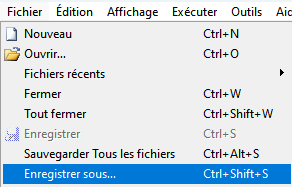 Fichier Édition Affichage Exécuter Outils
Nouveau Ctrl+N
Ouvrir... Ctrl+O
Fichiers récents
Fermer Ctrl+W
Tout fermer Ctrl+Shift+W
Enregistrer Ctrl+S
Sauvegarder Tous les fichiers Ctrl+Alt+S
Enregistrer sous... Ctrl+Shift+S